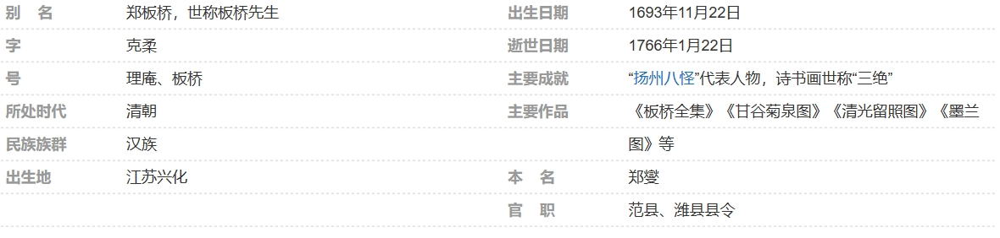 别 名 郑板桥，世称板桥先生
字 克柔
号 理庵、板桥
所处时代 清朝
民族族群 汉族
出生地 江苏兴化
出生日期 1693年11月22日
逝世日期 1766年1月22日
主要成就 “扬州八怪”代表人物，诗书画世称“三绝”
主要作品 《板桥全集》《甘谷菊泉图》《清光留照图》《墨兰
图》等
本 名 郑燮
官 职 范县、潍县县令